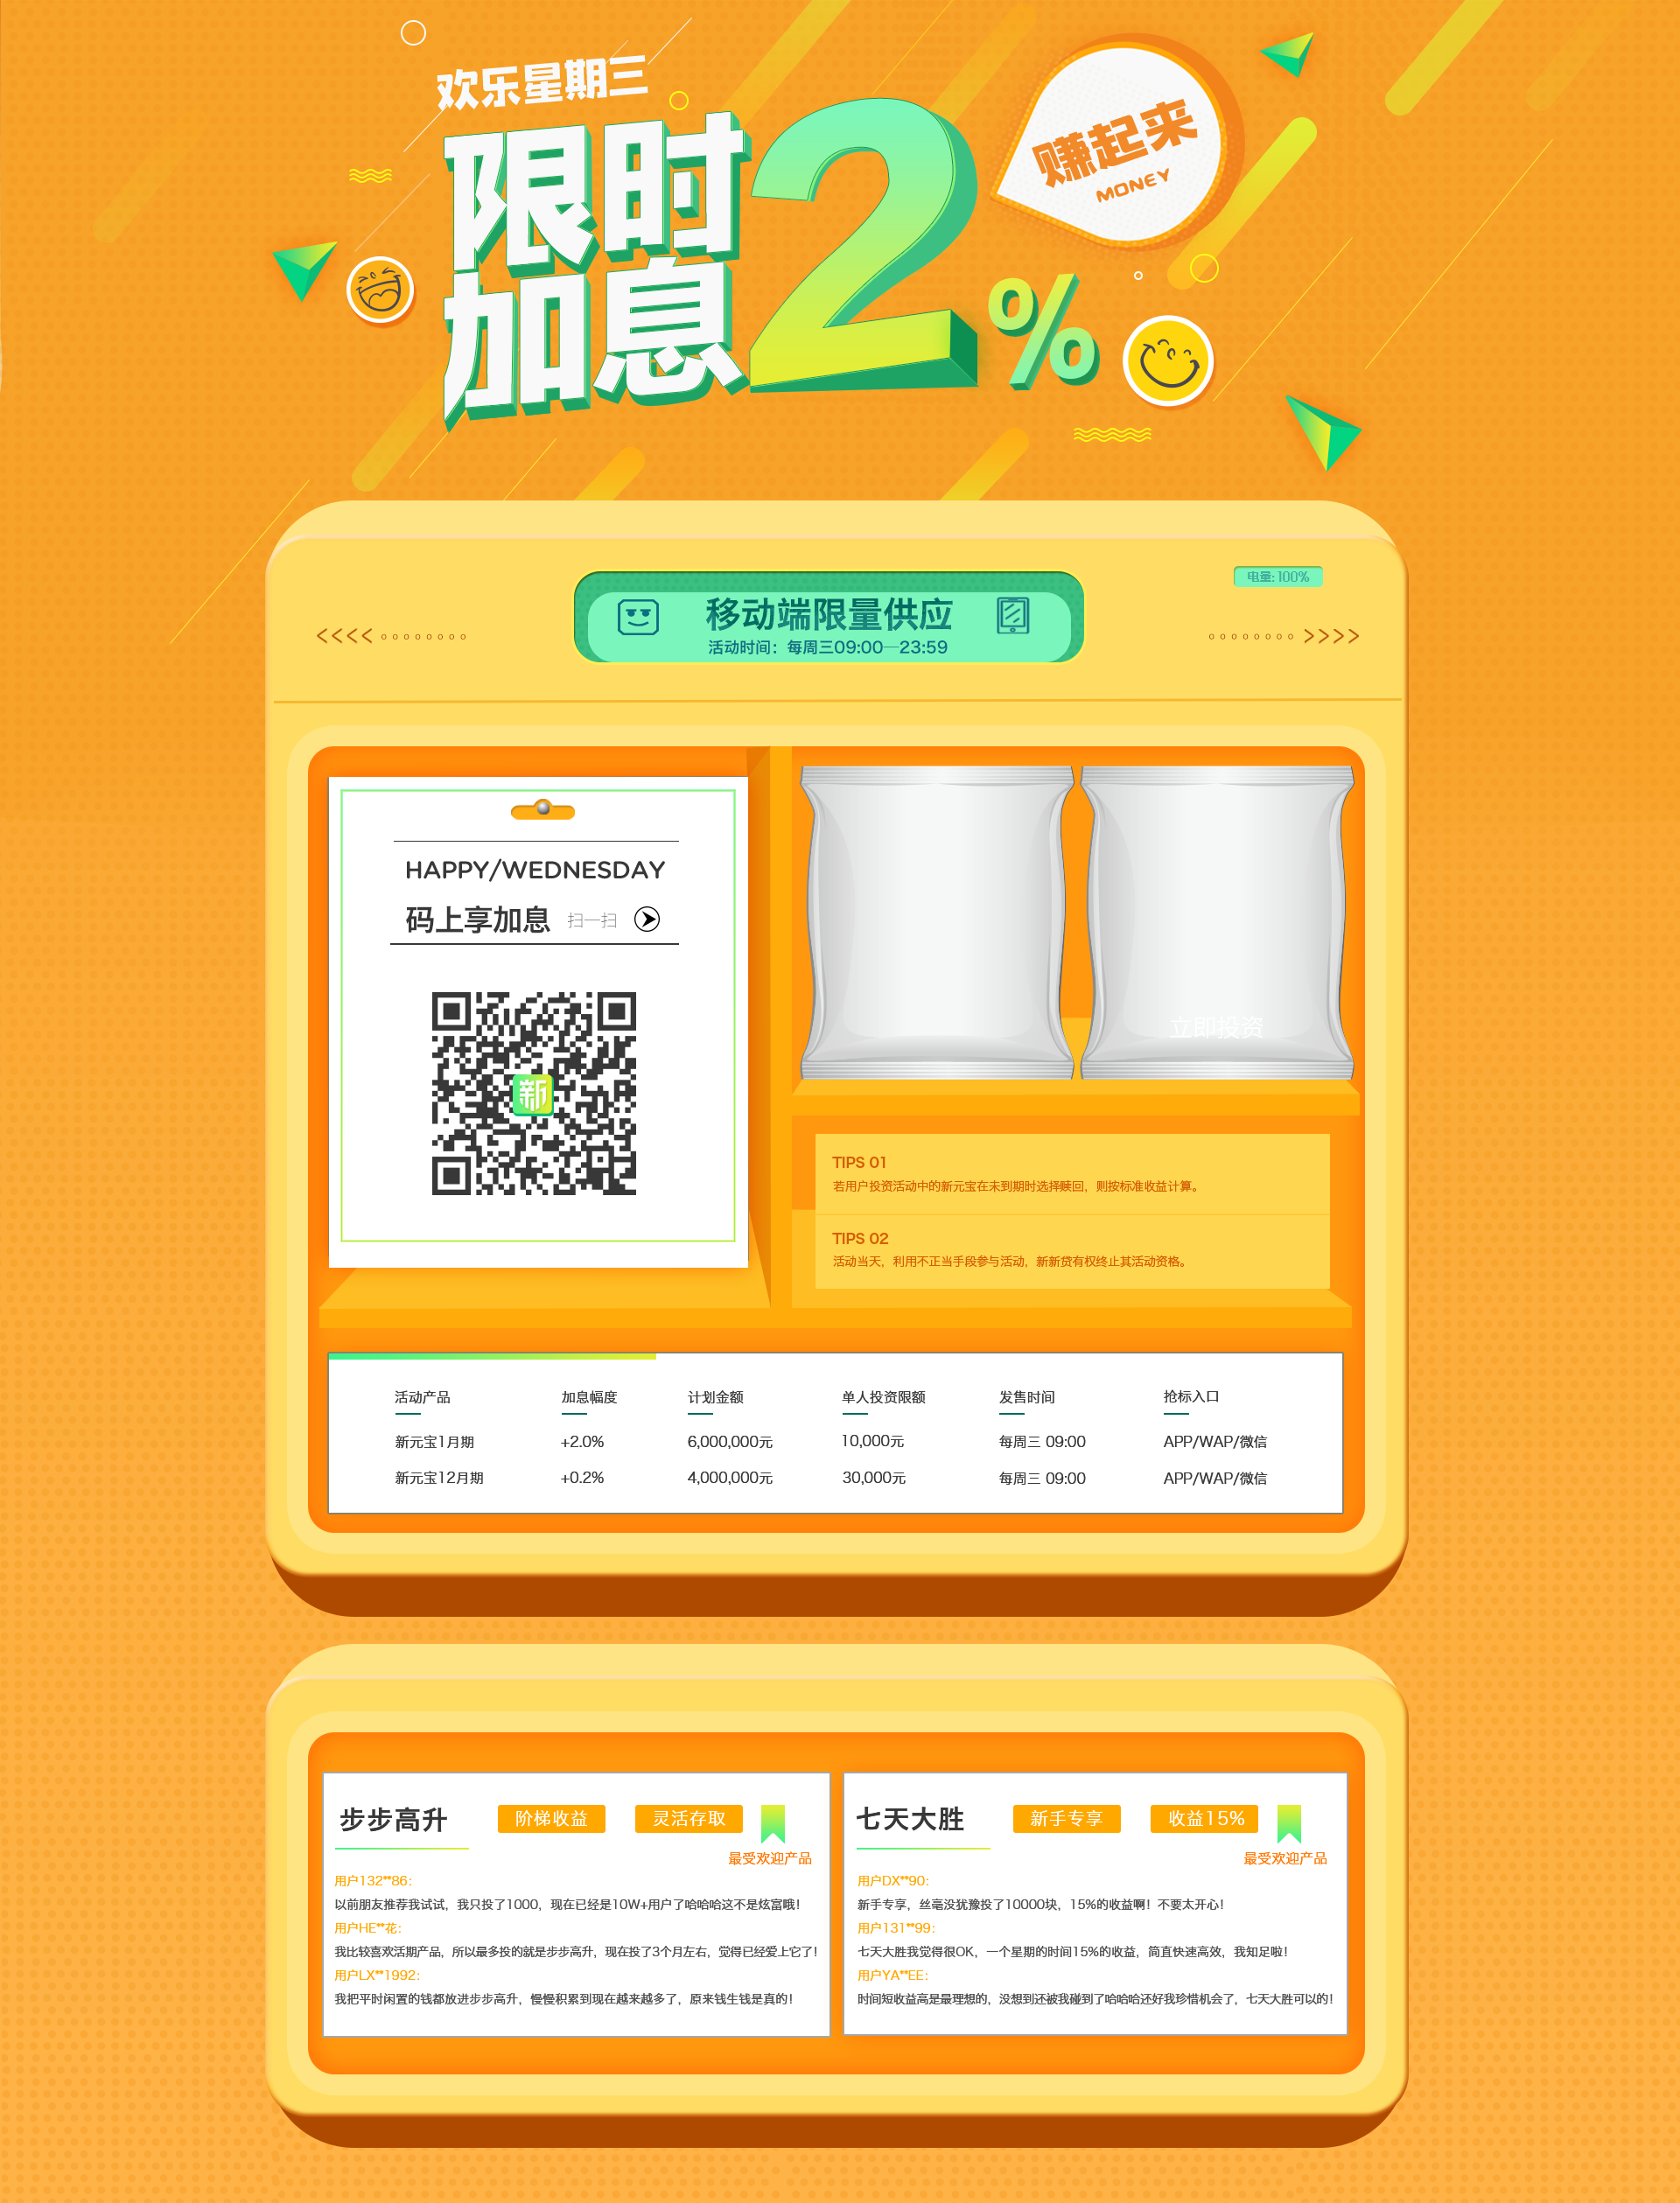 欢乐星期三
限时
加息
2%
赚起来
MONEY
电量:100%
移动端限量供应
活动时间：每周三09:00—23:59
<<<<
>>>>
HAPPY/WEDNESDAY
码上享加息 扫一扫
新
立即投资
TIPS 01
若用户投资活动中的新元宝在未到期时选择赎回，则按标准收益计算。
TIPS 02
活动当天，利用不正当手段参与活动，新新贷有权终止其活动资格。
活动产品 加息幅度 计划金额 单人投资限额 发售时间 抢标入口
新元宝1月期 +2.0% 6,000,000元 10,000元 每周三 09:00 APP/WAP/微信
新元宝12月期 +0.2% 4,000,000元 30,000元 每周三 09:00 APP/WAP/微信
步步高升 阶梯收益 灵活存取
最受欢迎产品
用户132**86：
以前朋友推荐我试试，我只投了1000，现在已经是10W+用户了哈哈哈这不是炫富哦！
用户HE**花：
我比较喜欢活期产品，所以最多投的就是步步高升，现在投了3个月左右，觉得已经爱上它了！
用户LX**1992：
我把平时闲置的钱都放进步步高升，慢慢积累到现在越来越多了，原来钱生钱是真的！
七天大胜 新手专享 收益15%
最受欢迎产品
用户DX**90：
新手专享，丝毫没犹豫投了10000块，15%的收益啊！不要太开心！
用户131**99：
七天大胜我觉得很OK，一个星期的时间15%的收益，简直快速高效，我知足啦！
用户YA**EE：
时间短收益高是最理想的，没想到还被我碰到了哈哈哈还好我珍惜机会了，七天大胜可以的！